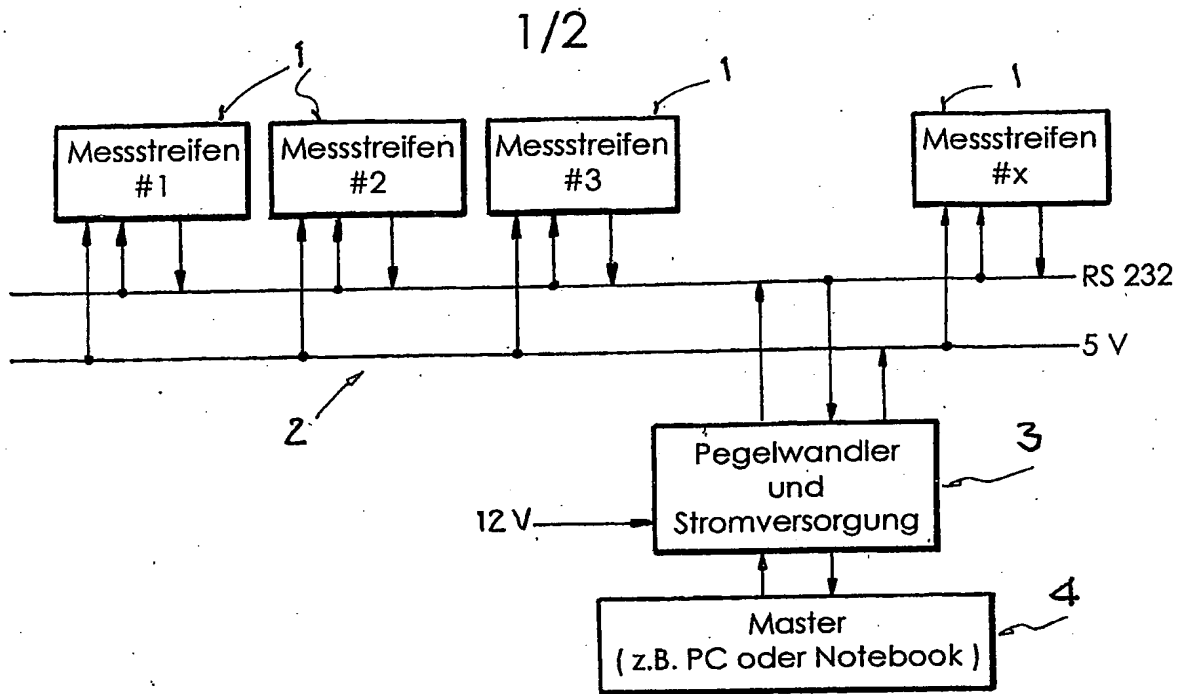 1/2
1
1
1
Messstreifen
#1
Messstreifen
#2
Messstreifen
#3
Messstreifen
#x
RS 232
5 V
2
Pegelwandler
und
Stromversorgung
3
12 V
Master
( z.B. PC oder Notebook )
4